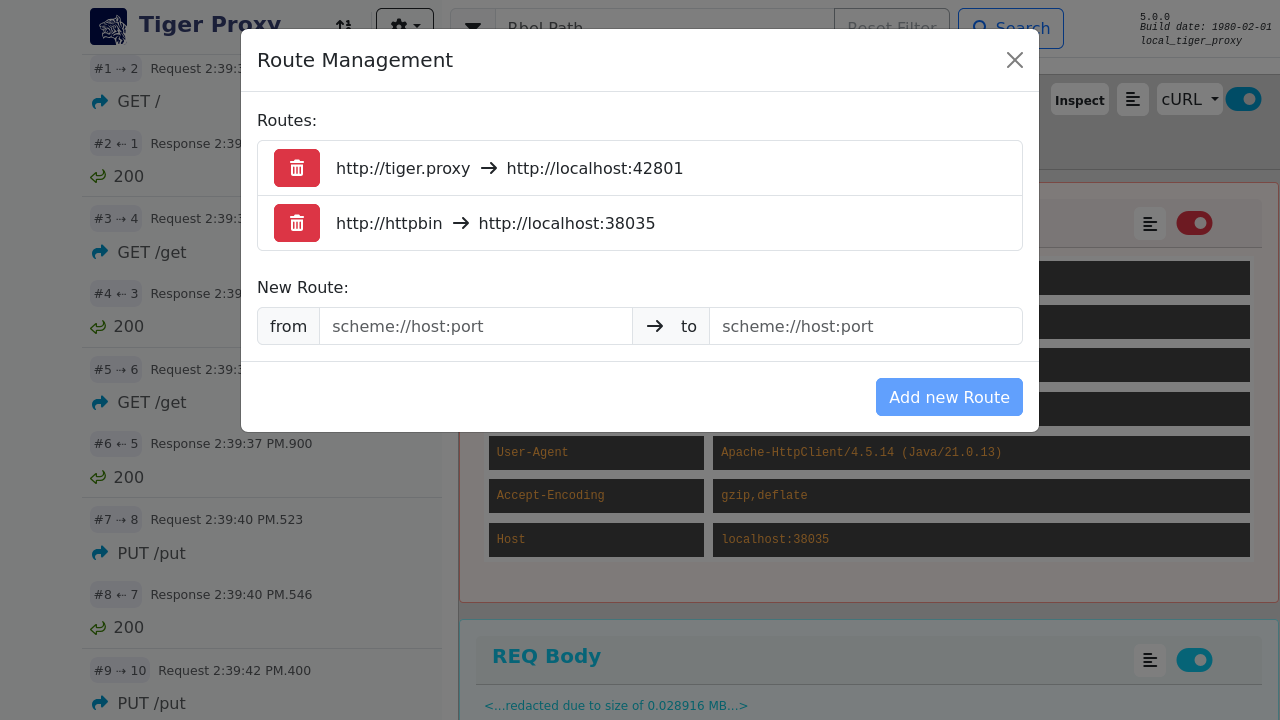 Tiger Proxy
Rbel Path
Reset Filter
Search
5.0.0
Build date: 1980-02-01
local_tiger_proxy
Route Management
Routes:
http://tiger.proxy → http://localhost:42801
http://httpbin → http://localhost:38035
New Route:
from scheme://host:port → to scheme://host:port
Add new Route
#1 ⇢ 2 Request 2:39:3
GET /
#2 ⇠ 1 Response 2:39
200
#3 ⇢ 4 Request 2:39:3
GET /get
#4 ⇠ 3 Response 2:39
200
#5 ⇢ 6 Request 2:39:3
GET /get
#6 ⇠ 5 Response 2:39:37 PM.900
200
#7 ⇢ 8 Request 2:39:40 PM.523
PUT /put
#8 ⇠ 7 Response 2:39:40 PM.546
200
#9 ⇢ 10 Request 2:39:42 PM.400
PUT /put
Inspect
cURL
User-Agent Apache-HttpClient/4.5.14 (Java/21.0.13)
Accept-Encoding gzip,deflate
Host localhost:38035
REQ Body
<...redacted due to size of 0.028916 MB...>